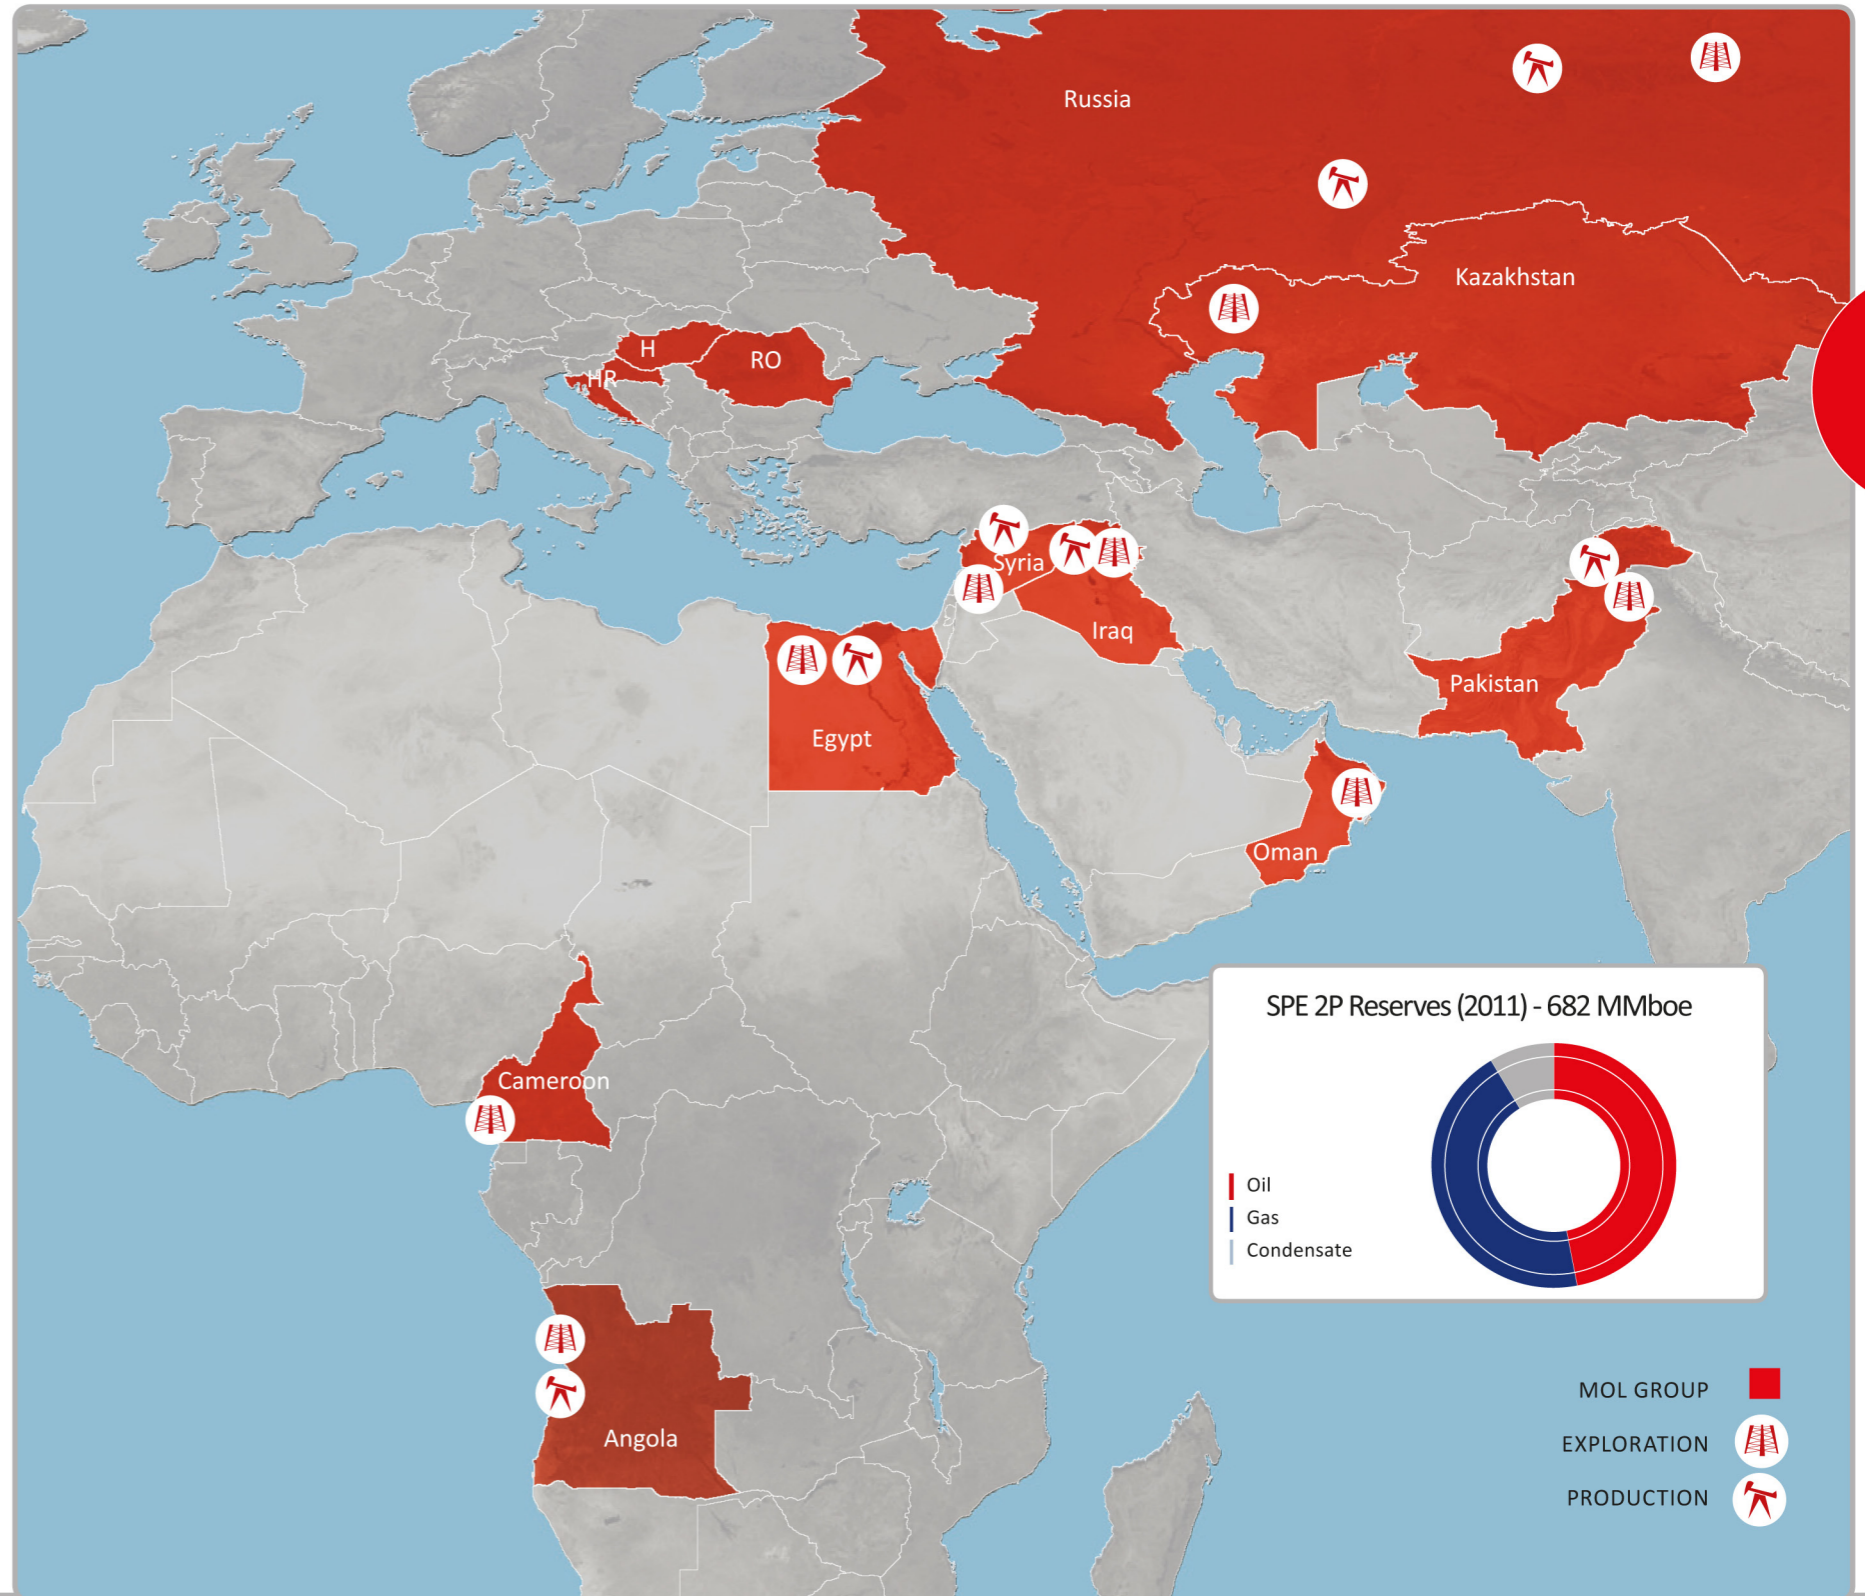 Russia
Kazakhstan
H
RO
HR
Syria
Iraq
Pakistan
Egypt
Oman
Cameroon
Angola
SPE 2P Reserves (2011) - 682 MMboe
Oil
Gas
Condensate
MOL GROUP
EXPLORATION
PRODUCTION